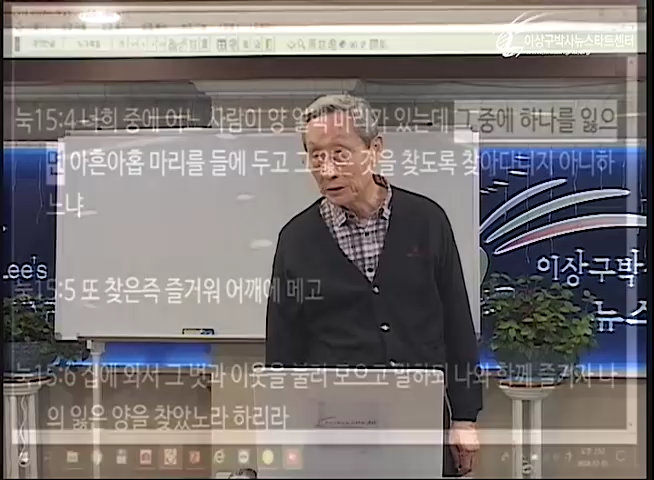 이상구박사뉴스타트센터
눅15:4 너희 중에 어느 사람이 양 일백 마리가 있는데 그 중에 하나를 잃으
면 아흔아홉 마리를 들에 두고 그 잃은 것을 찾도록 찾아다니지 아니하
느냐
Lee's
이상구박
눅15:5 또 찾은즉 즐거워 어깨에 메고
뉴스
눅15:6 집에 와서 그 벗과 이웃을 불러 모으고 말하되 나와 함께 즐기자 나
의 잃은 양을 찾았노라 하리라